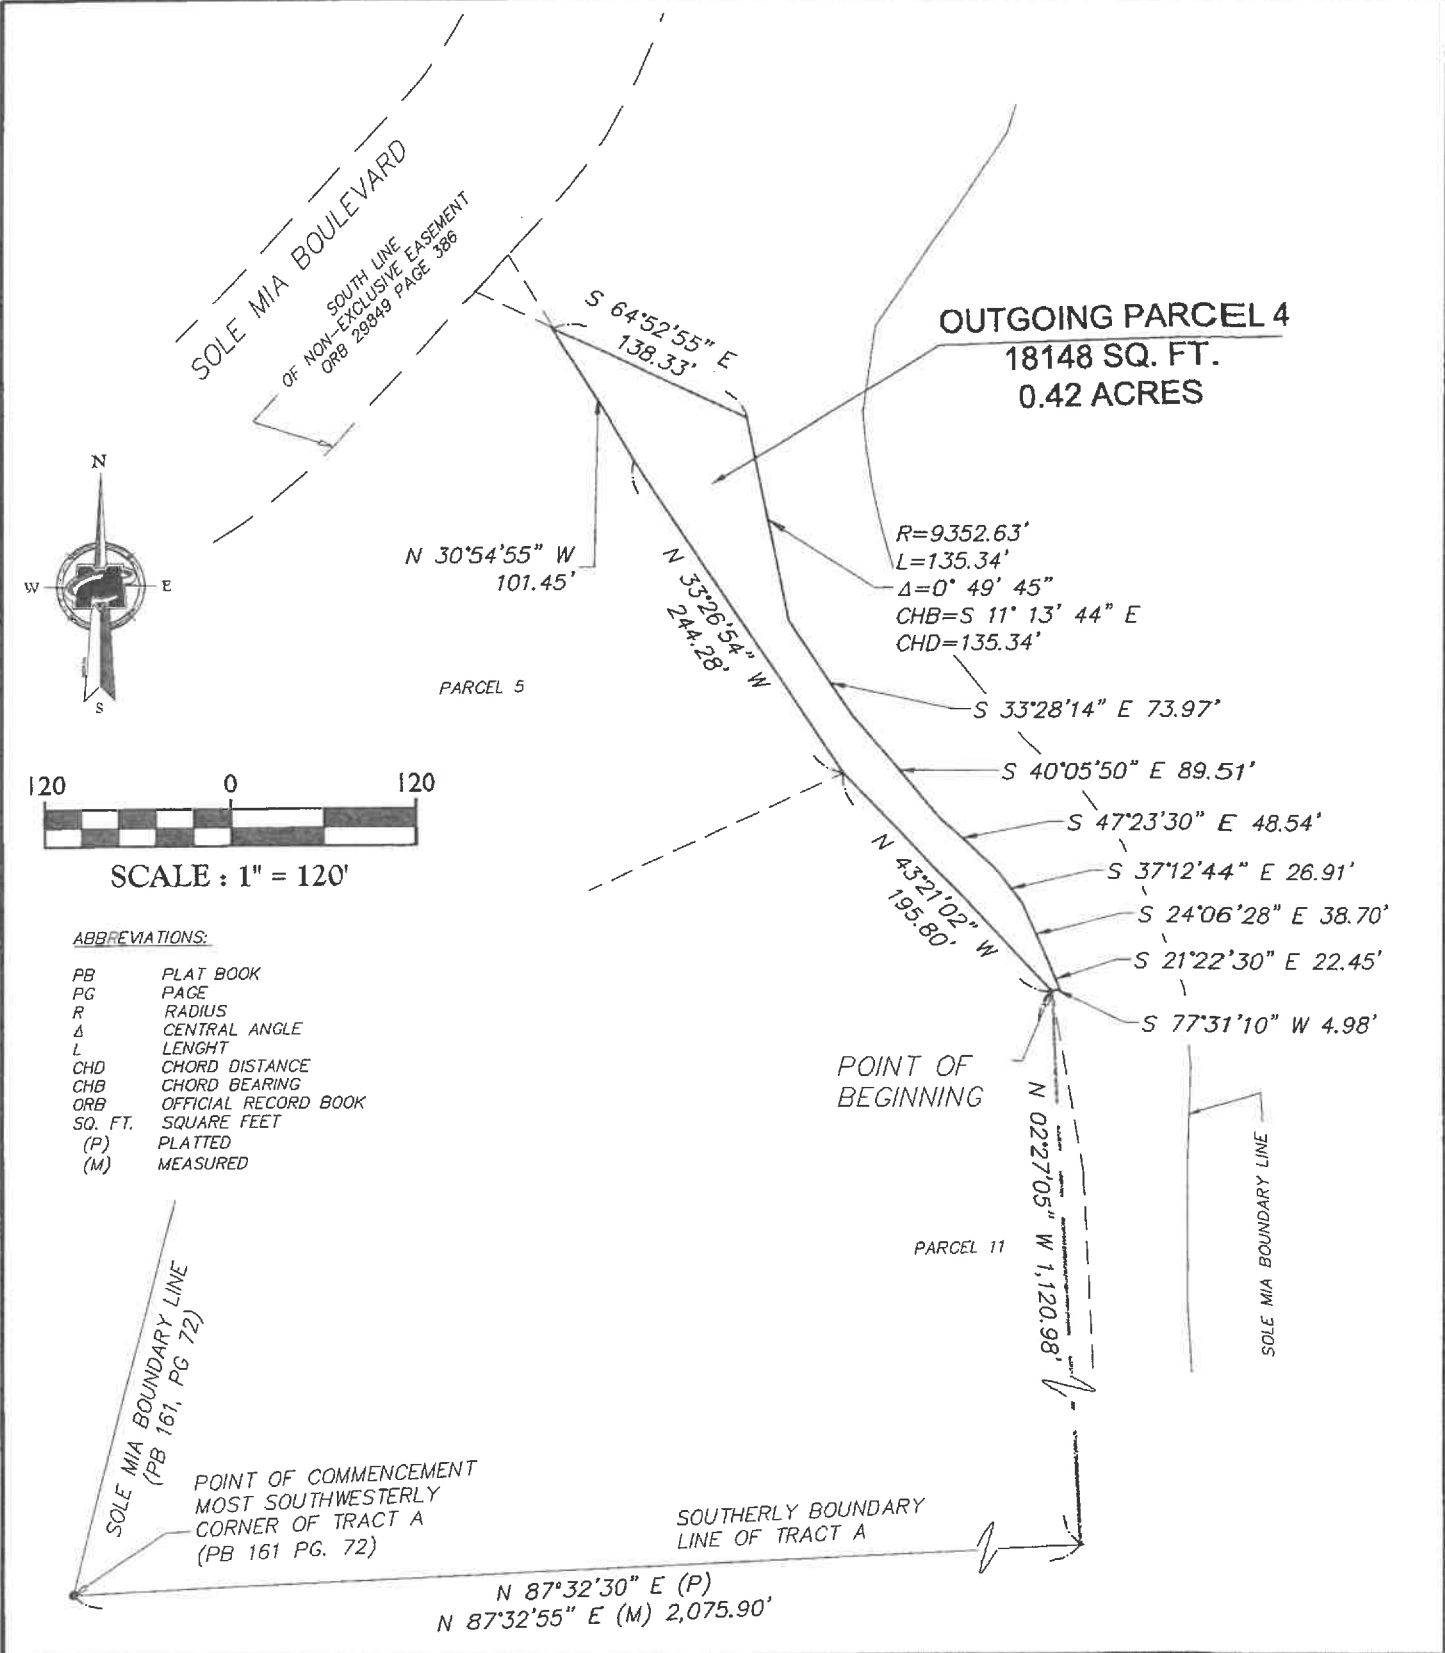 SOLE MIA BOULEVARD
SOUTH LINE
OF NON-EXCLUSIVE EASEMENT
ORB 29849 PAGE 386
S 64°52'55" E
138.33'
OUTGOING PARCEL 4
18148 SQ. FT.
0.42 ACRES
N
W
E
S
N 30°54'55" W
101.45'
N 33°26'54" W
244.28'
R=9352.63'
L=135.34'
Δ=0° 49' 45"
CHB=S 11° 13' 44" E
CHD=135.34'
PARCEL 5
S 33°28'14" E 73.97'
S 40°05'50" E 89.51'
S 47°23'30" E 48.54'
S 37°12'44" E 26.91'
S 24°06'28" E 38.70'
S 21°22'30" E 22.45'
S 77°31'10" W 4.98'
120 0 120
SCALE : 1" = 120'
N 43°21'02" W
195.80'
ABBREVIATIONS:
PB PLAT BOOK
PG PAGE
R RADIUS
Δ CENTRAL ANGLE
L LENGHT
CHD CHORD DISTANCE
CHB CHORD BEARING
ORB OFFICIAL RECORD BOOK
SQ. FT. SQUARE FEET
(P) PLATTED
(M) MEASURED
POINT OF
BEGINNING
N 02°27'05" W 1,120.98'
PARCEL 11
SOLE MIA BOUNDARY LINE
SOLE MIA BOUNDARY LINE
(PB 161, PG 72)
POINT OF COMMENCEMENT
MOST SOUTHWESTERLY
CORNER OF TRACT A
(PB 161 PG. 72)
SOUTHERLY BOUNDARY
LINE OF TRACT A
N 87°32'30" E (P)
N 87°32'55" E (M) 2,075.90'